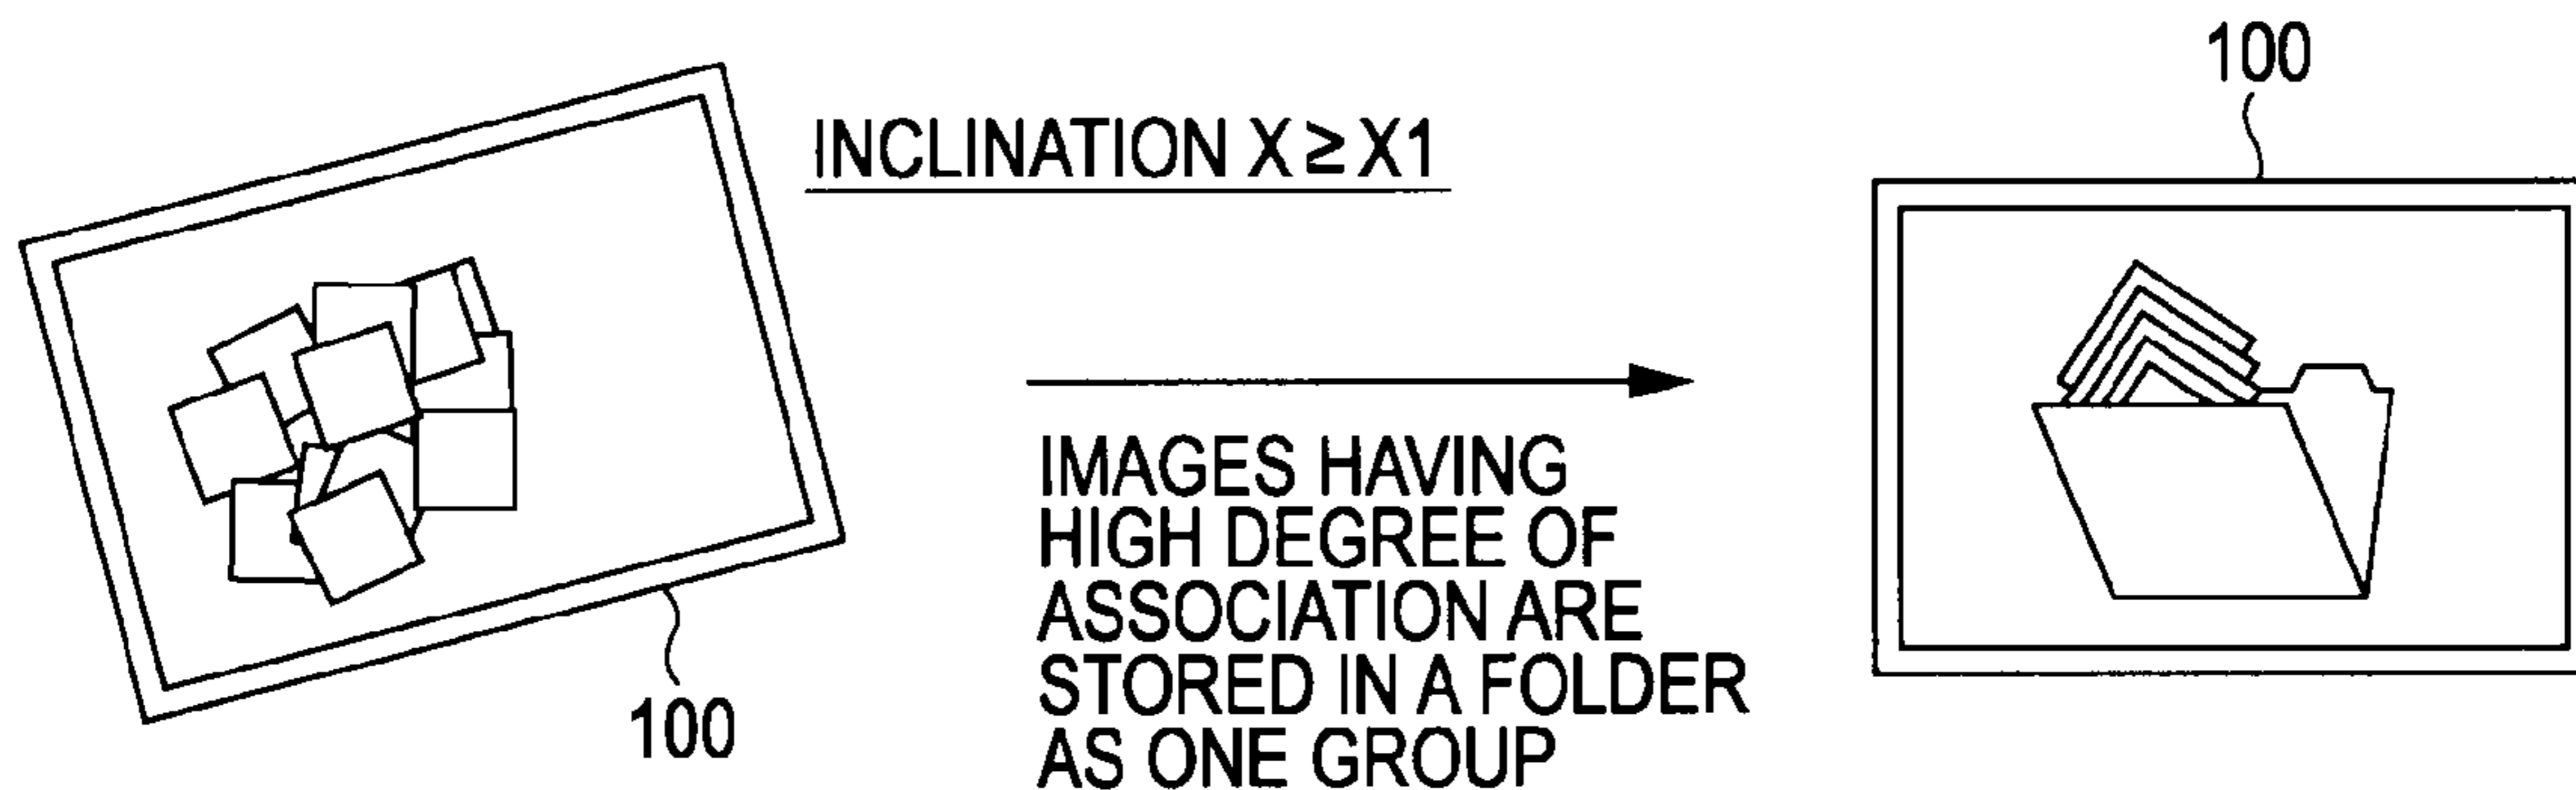 100
INCLINATION X ≥ X1
IMAGES HAVING
HIGH DEGREE OF
ASSOCIATION ARE
STORED IN A FOLDER
AS ONE GROUP
100